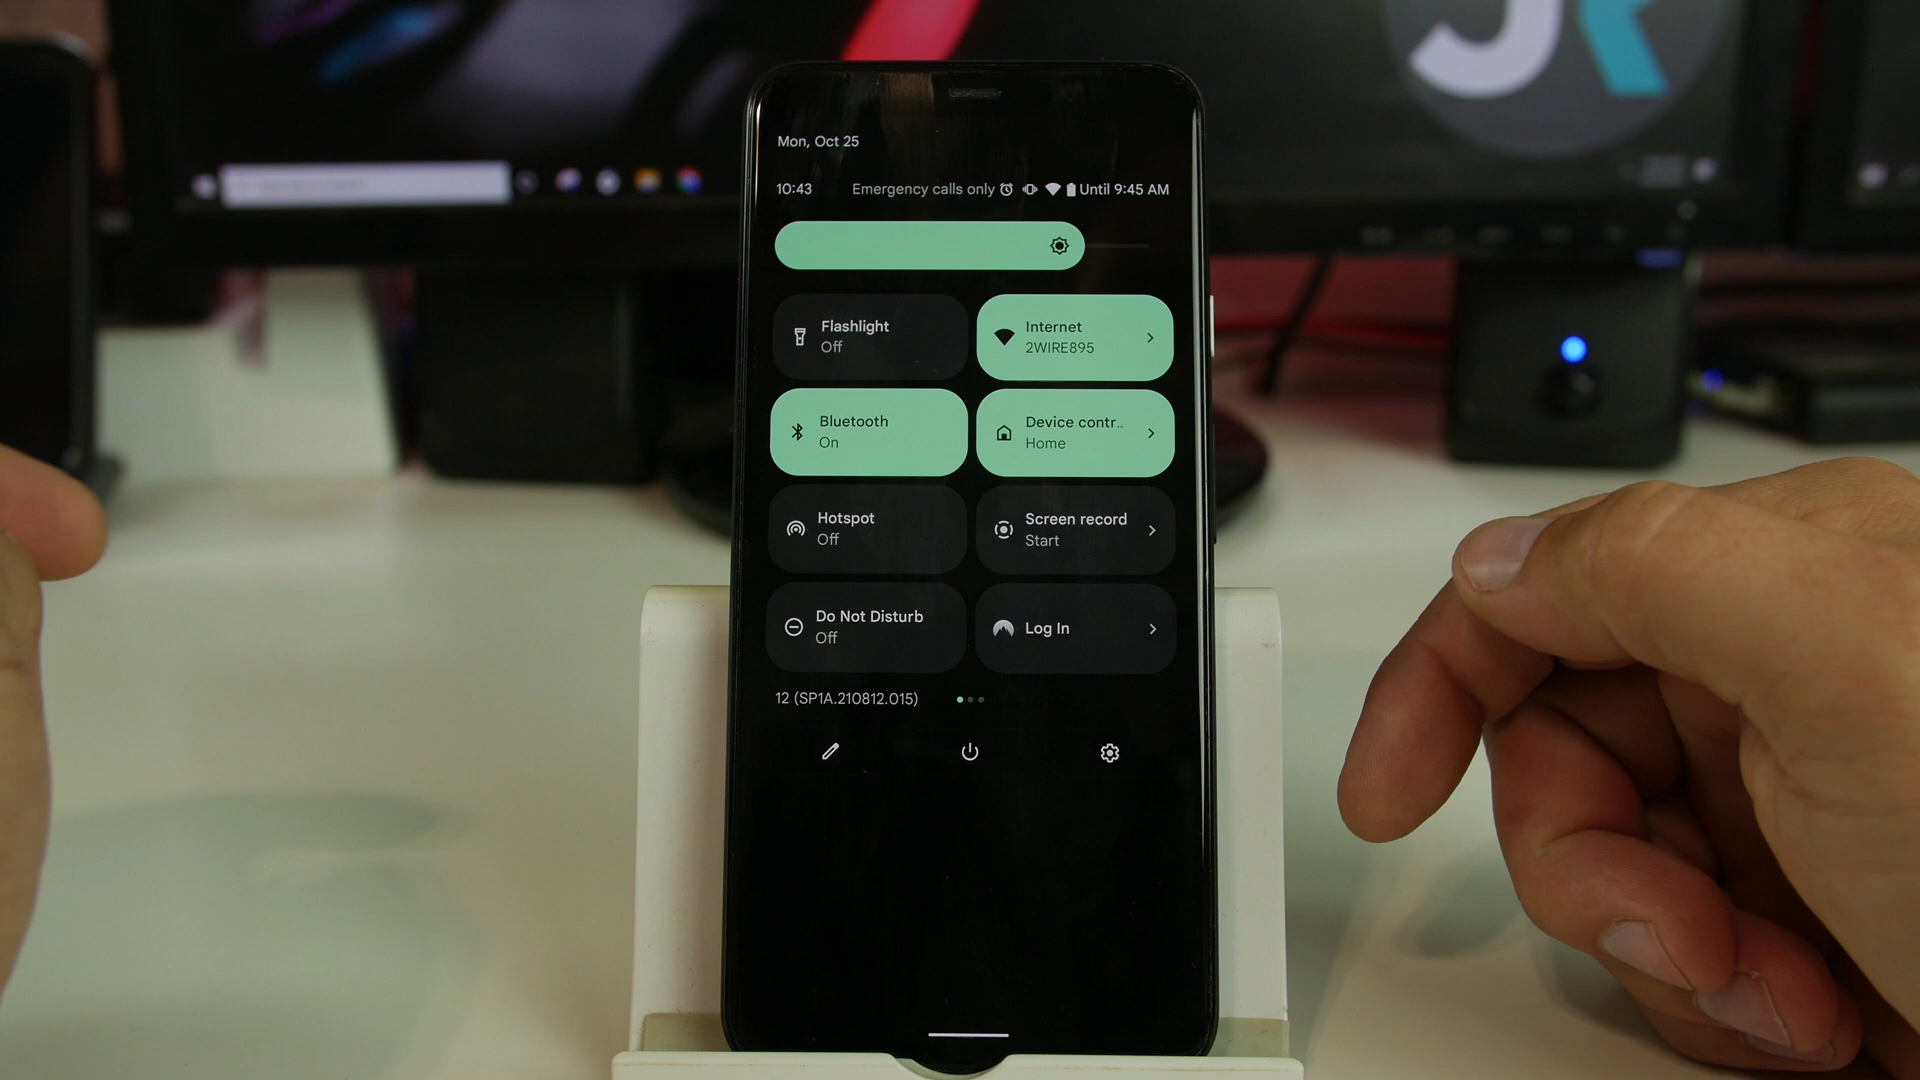 JR
Mon, Oct 25
10:43 Emergency calls only Until 9:45 AM
Flashlight
Off
Internet
2WIRE895
Bluetooth
On
Device contr..
Home
Hotspot
Off
Screen record
Start
Do Not Disturb
Off
Log In
12 (SP1A.210812.015)